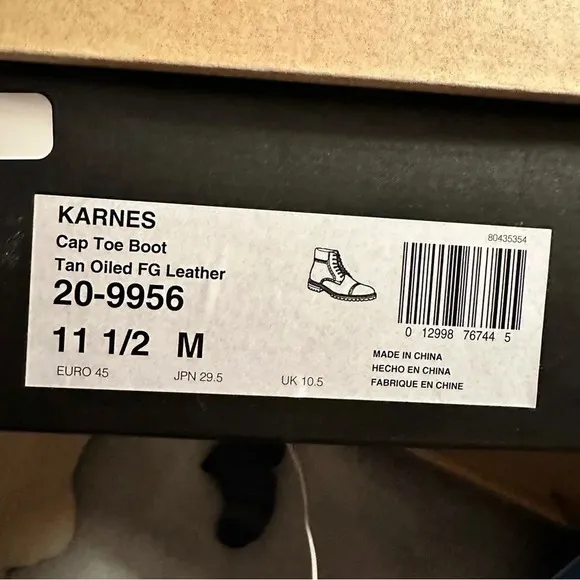 KARNES
Cap Toe Boot
Tan Oiled FG Leather
20-9956
11 1/2 M
EURO 45 JPN 29.5 UK 10.5
80435354
0 12998 76744 5
MADE IN CHINA
HECHO EN CHINA
FABRIQUE EN CHINE